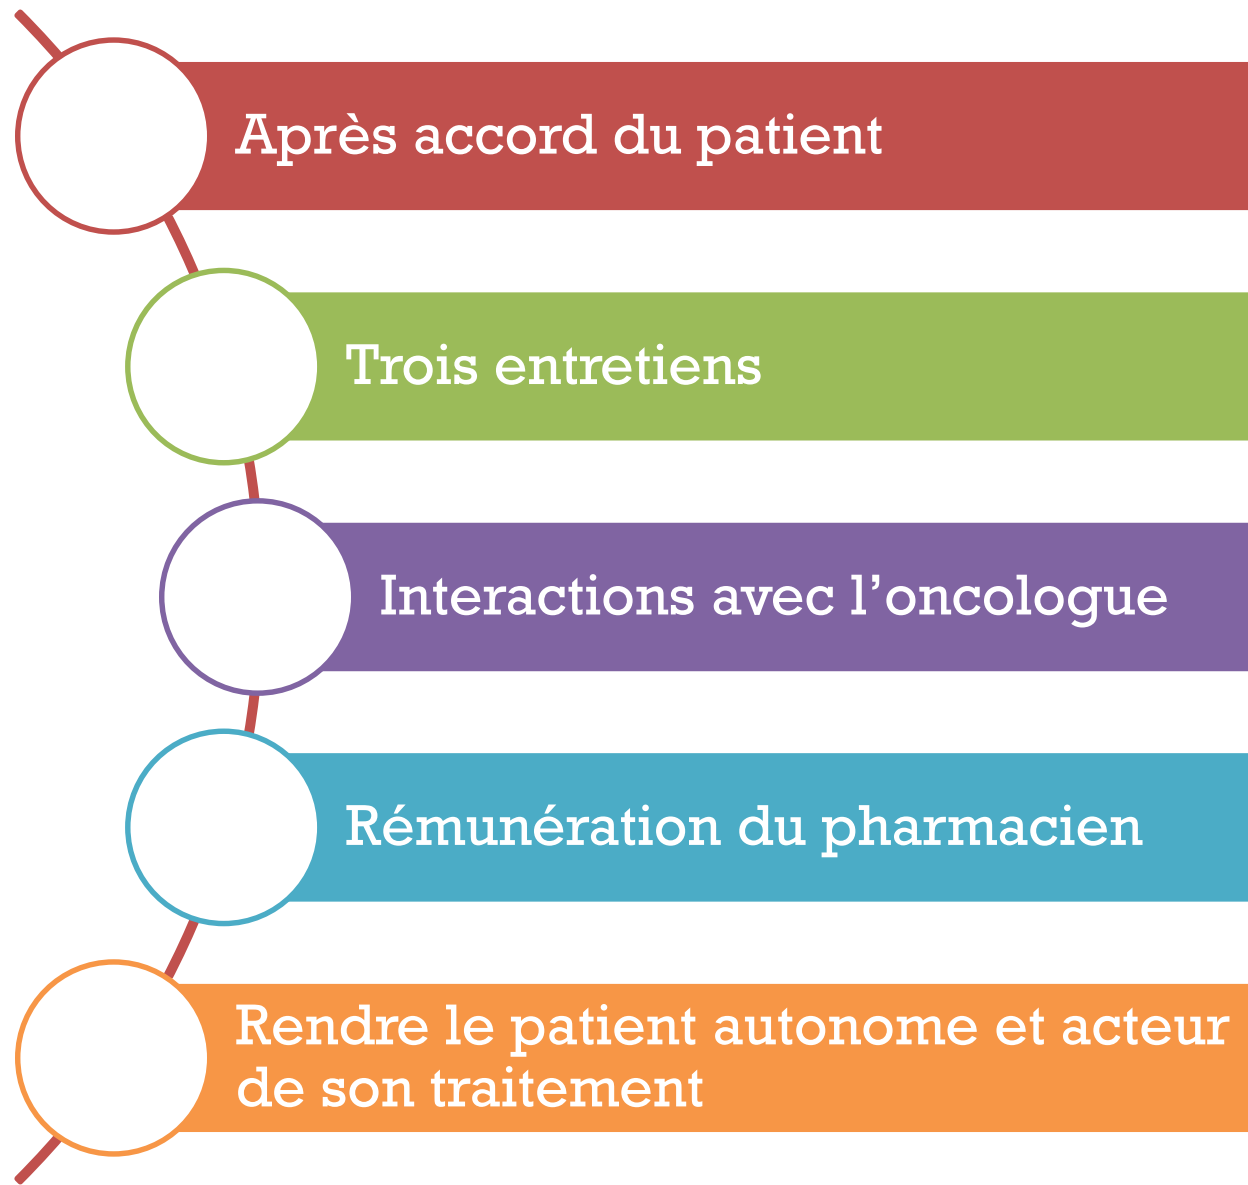 Après accord du patient
Trois entretiens
Interactions avec l’oncologue
Rémunération du pharmacien
Rendre le patient autonome et acteur
de son traitement